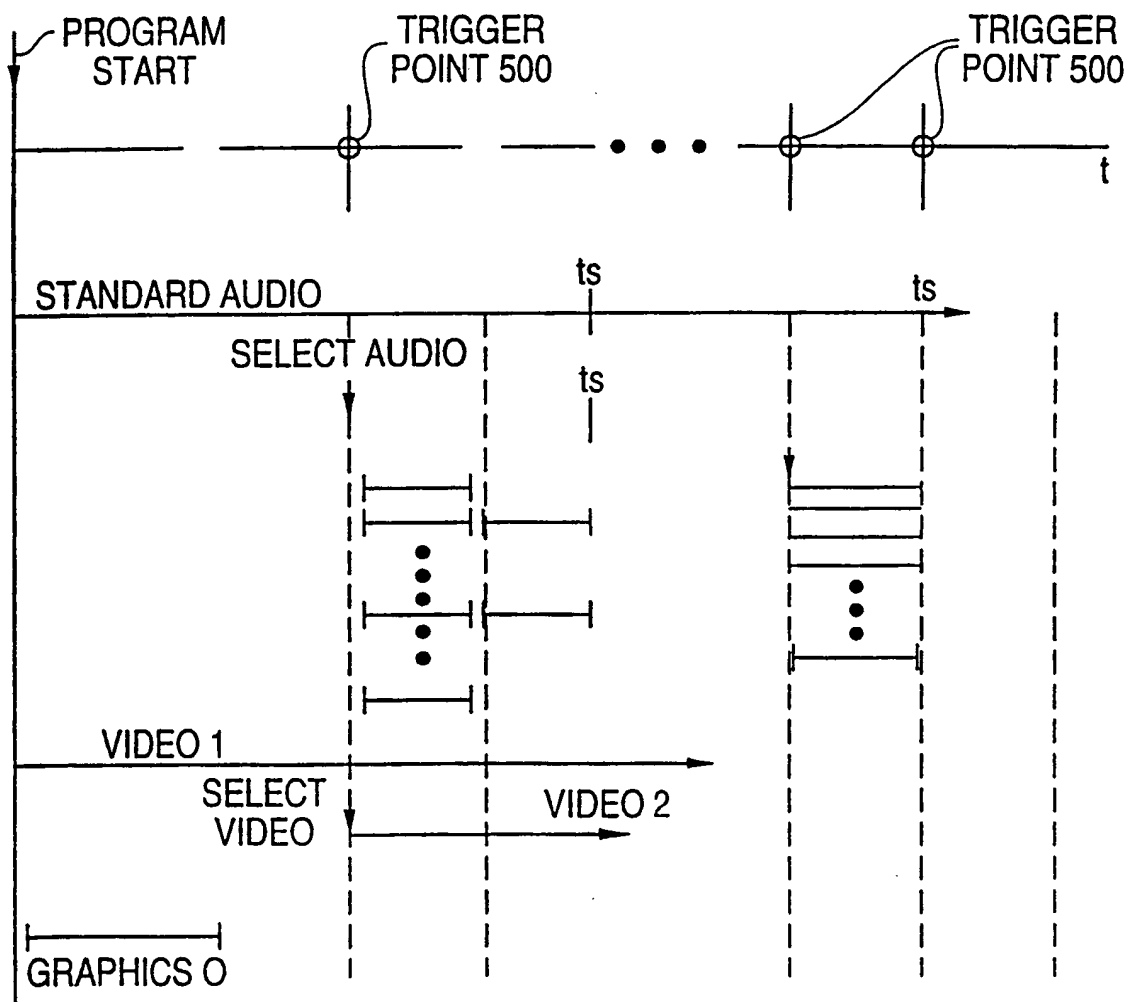 PROGRAM
START
TRIGGER
POINT 500
TRIGGER
POINT 500
t
STANDARD AUDIO
ts
ts
SELECT AUDIO
ts
VIDEO 1
SELECT
VIDEO
VIDEO 2
GRAPHICS O